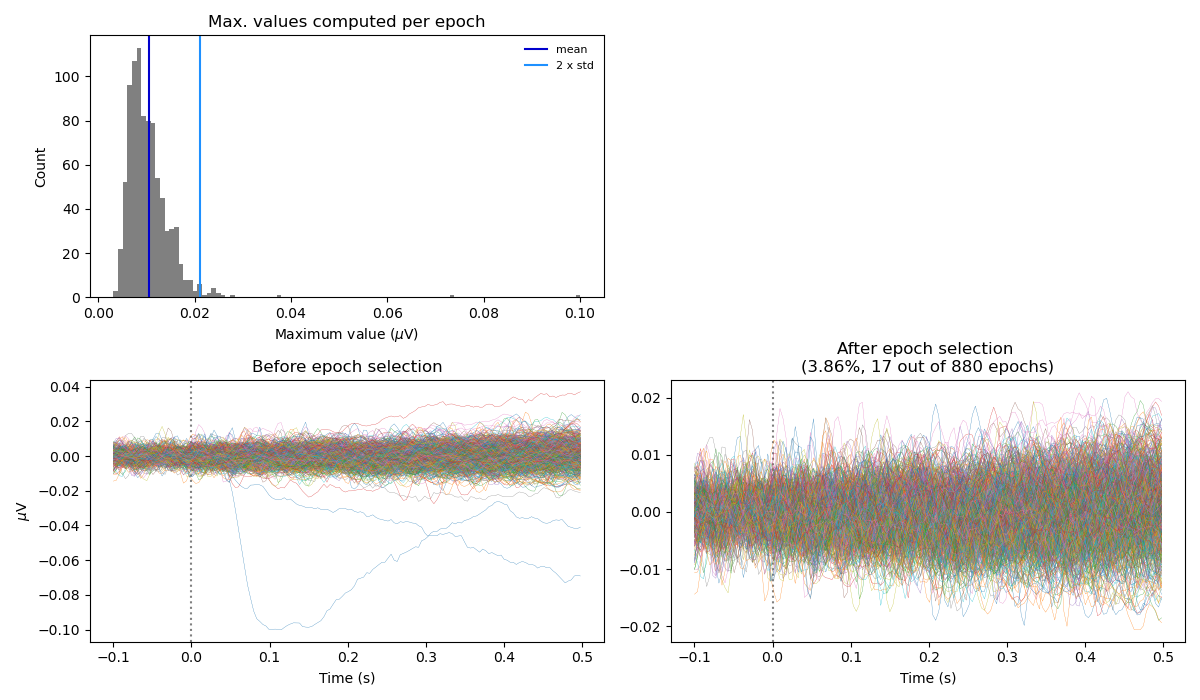 Max. values computed per epoch
mean
2 x std
Count
100
80
60
40
20
0
0.00 0.02 0.04 0.06 0.08 0.10
Maximum value (μV)
Before epoch selection
μV
0.04
0.02
0.00
−0.02
−0.04
−0.06
−0.08
−0.10
−0.1 0.0 0.1 0.2 0.3 0.4 0.5
Time (s)
After epoch selection
(3.86%, 17 out of 880 epochs)
0.02
0.01
0.00
−0.01
−0.02
−0.1 0.0 0.1 0.2 0.3 0.4 0.5
Time (s)